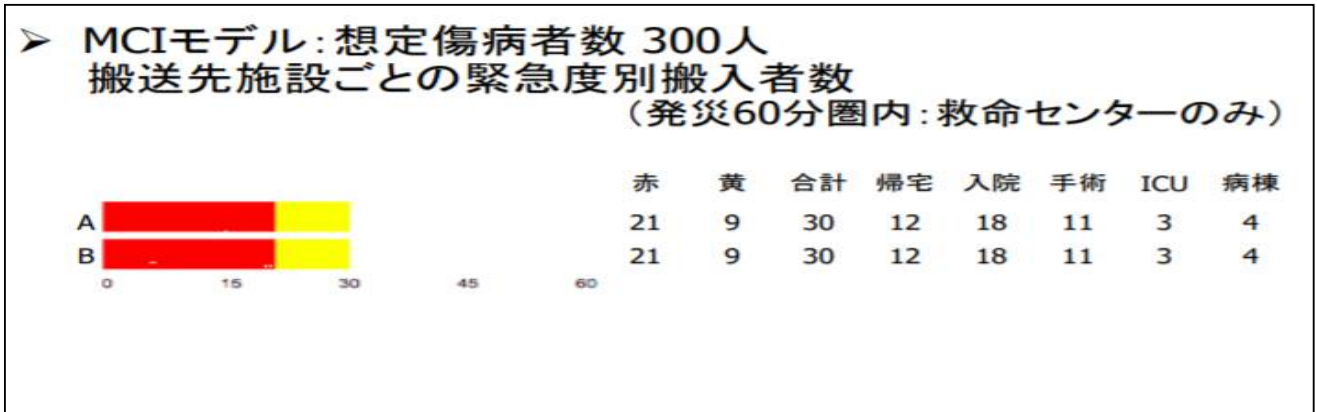 ➢ MCIモデル:想定傷病者数 300人
搬送先施設ごとの緊急度別搬入者数
(発災60分圏内:救命センターのみ)
赤 黄 合計 帰宅 入院 手術 ICU 病棟
A 21 9 30 12 18 11 3 4
B 21 9 30 12 18 11 3 4
0 15 30 45 60